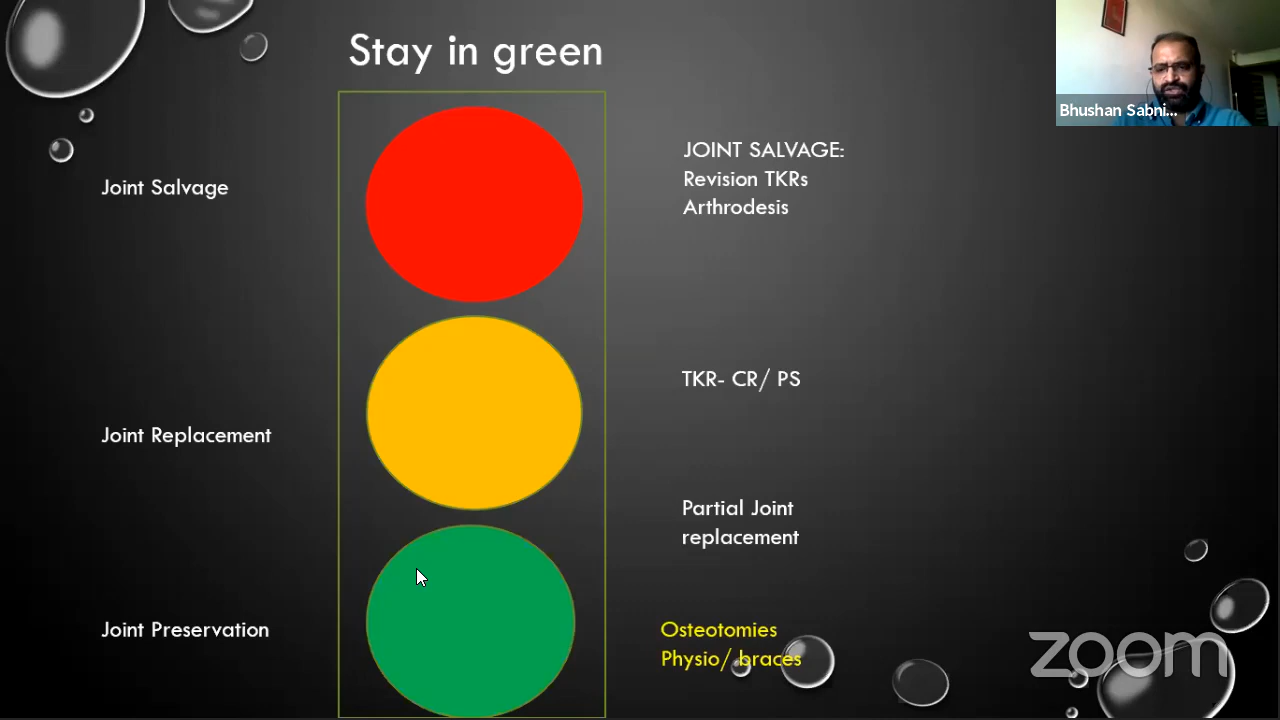 Stay in green
Bhushan Sabni...
Joint Salvage
JOINT SALVAGE:
Revision TKRs
Arthrodesis
Joint Replacement
TKR- CR/ PS
Partial Joint
replacement
Joint Preservation
Osteotomies
Physio/ braces
zoom